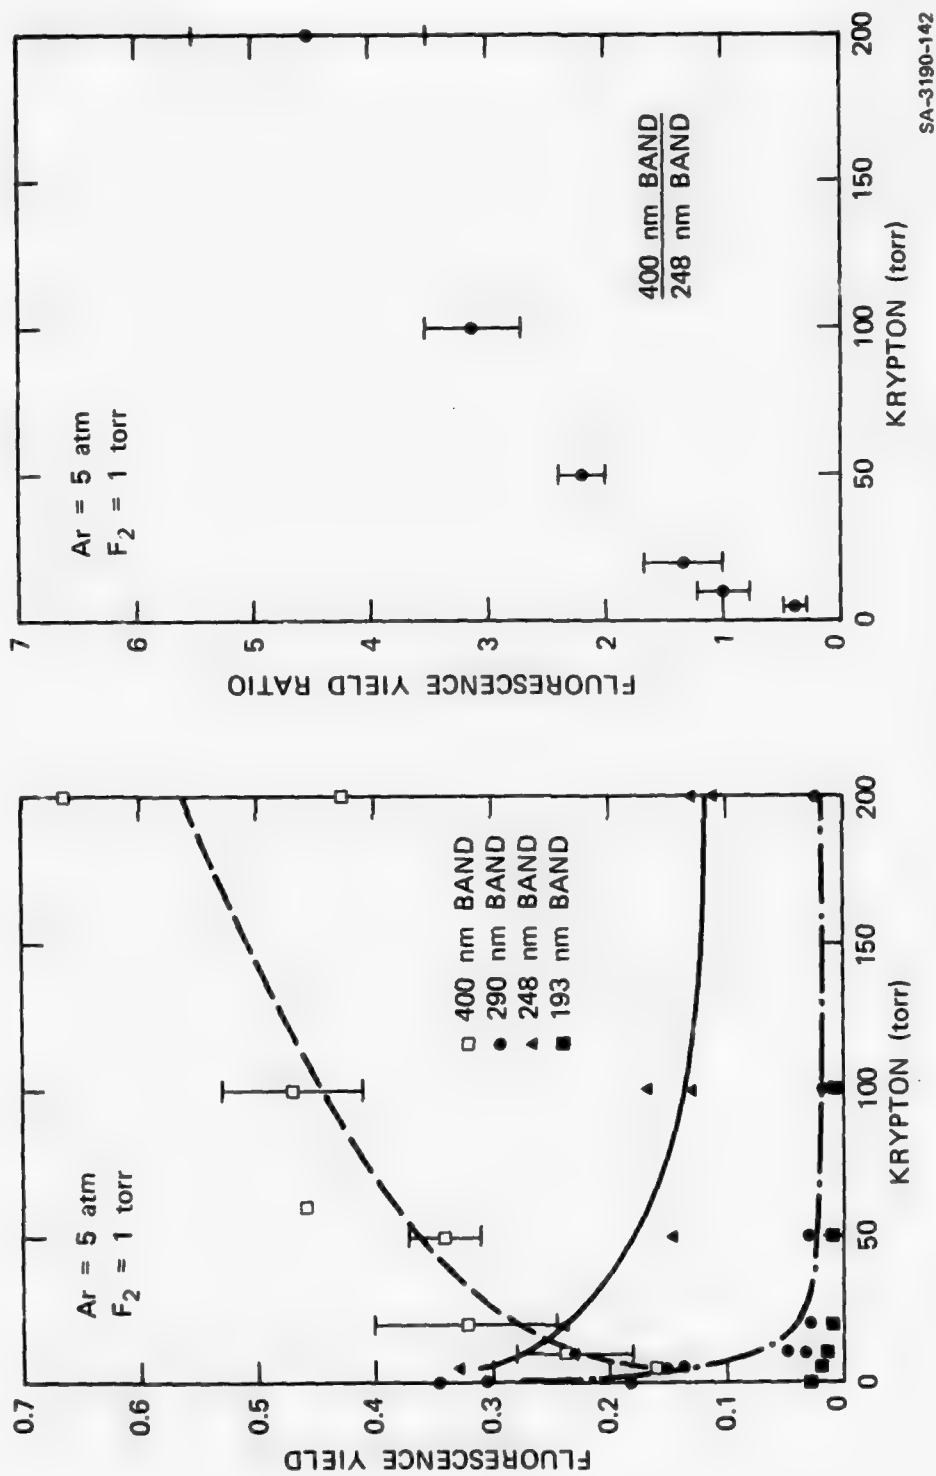 0.7
0.6
0.5
0.4
0.3
0.2
0.1
0
FLUORESCENCE YIELD
Ar = 5 atm
F2 = 1 torr
400 nm BAND
290 nm BAND
248 nm BAND
193 nm BAND
0 50 100 150 200
KRYPTON (torr)
7
6
5
4
3
2
1
0
FLUORESCENCE YIELD RATIO
Ar = 5 atm
F2 = 1 torr
400 nm BAND
248 nm BAND
0 50 100 150 200
KRYPTON (torr)
SA-3190-142